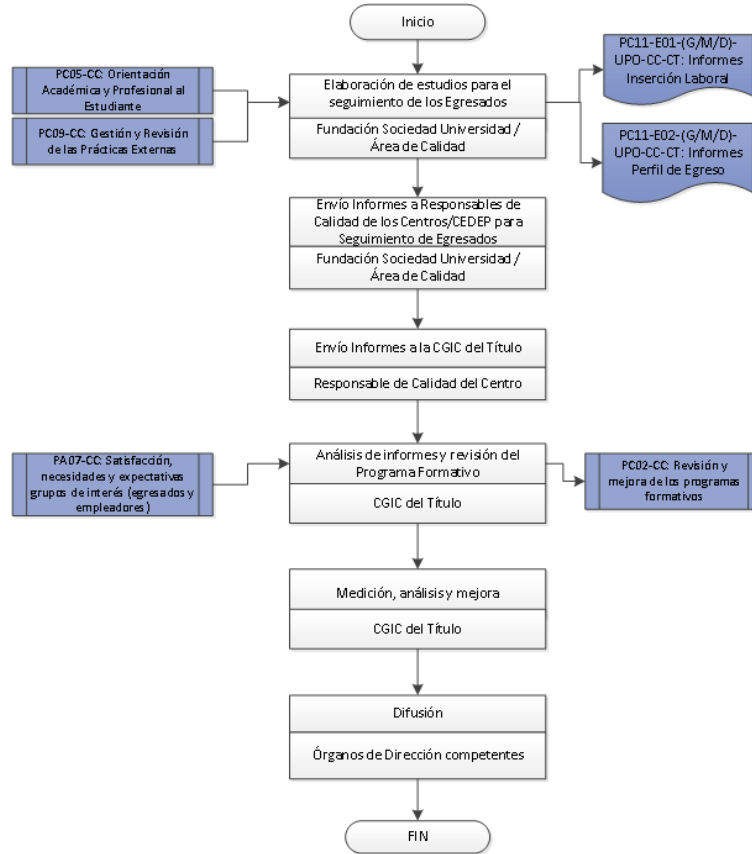 Inicio
PC11-E01-(G/M/D)-
UPO-CC-CT: Informes
Inserción Laboral
PC05-CC: Orientación
Académica y Profesional al
Estudiante
PC09-CC: Gestión y Revisión
de las Prácticas Externas
Elaboración de estudios para el
seguimiento de los Egresados
Fundación Sociedad Universidad /
Área de Calidad
PC11-E02-(G/M/D)-
UPO-CC-CT: Informes
Perfil de Egreso
Envío Informes a Responsables de
Calidad de los Centros/CEDEP para
Seguimiento de Egresados
Fundación Sociedad Universidad /
Área de Calidad
Envío Informes a la CGIC del Título
Responsable de Calidad del Centro
PA07-CC: Satisfacción,
necesidades y expectativas
grupos de interés (egresados y
empleadores)
Análisis de informes y revisión del
Programa Formativo
CGIC del Título
PC02-CC: Revisión y
mejora de los programas
formativos
Medición, análisis y mejora
CGIC del Título
Difusión
Órganos de Dirección competentes
FIN